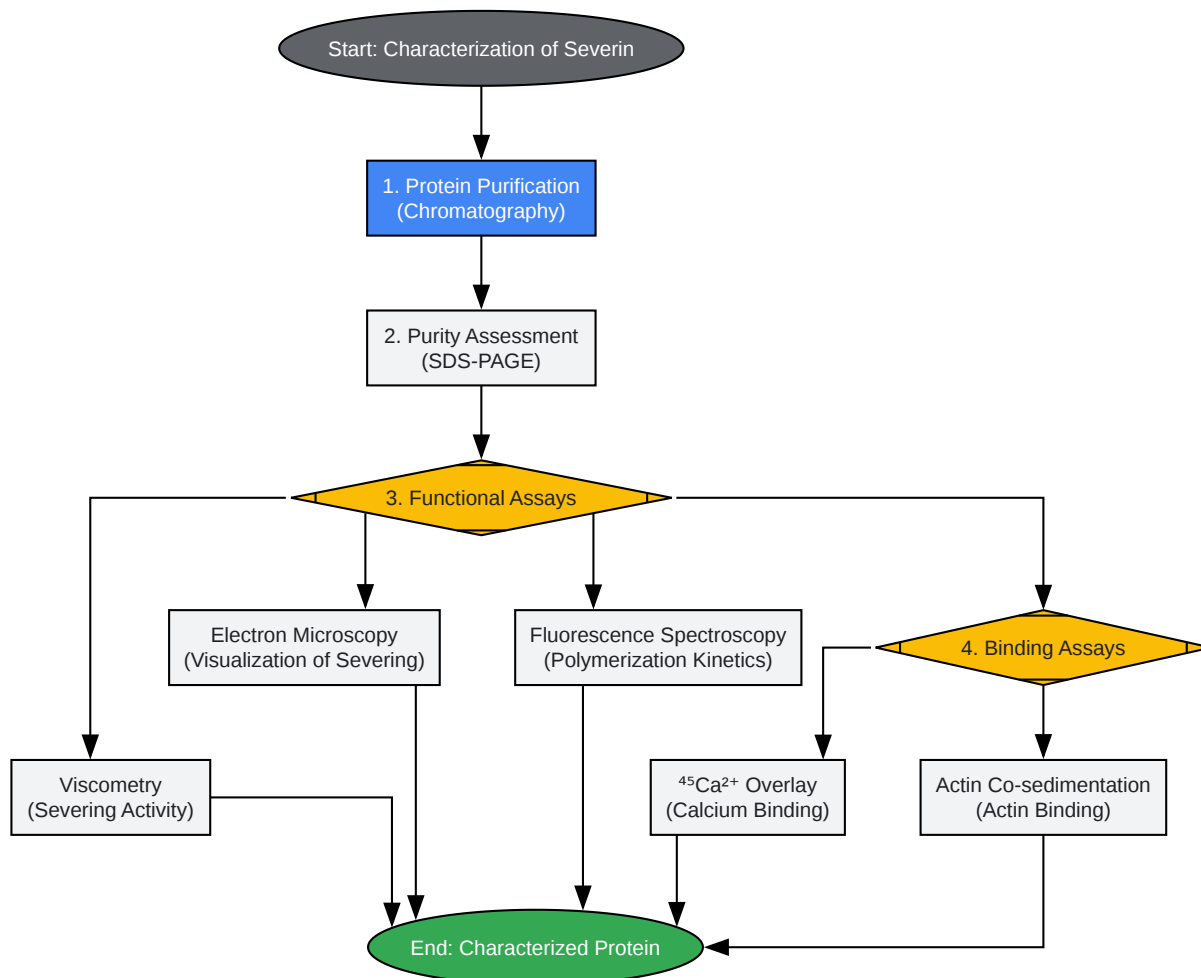 Start: Characterization of Severin
1. Protein Purification
(Chromatography)
2. Purity Assessment
(SDS-PAGE)
3. Functional Assays
Electron Microscopy
(Visualization of Severing)
Fluorescence Spectroscopy
(Polymerization Kinetics)
4. Binding Assays
Viscometry
(Severing Activity)
⁴⁵Ca²⁺ Overlay
(Calcium Binding)
Actin Co-sedimentation
(Actin Binding)
End: Characterized Protein